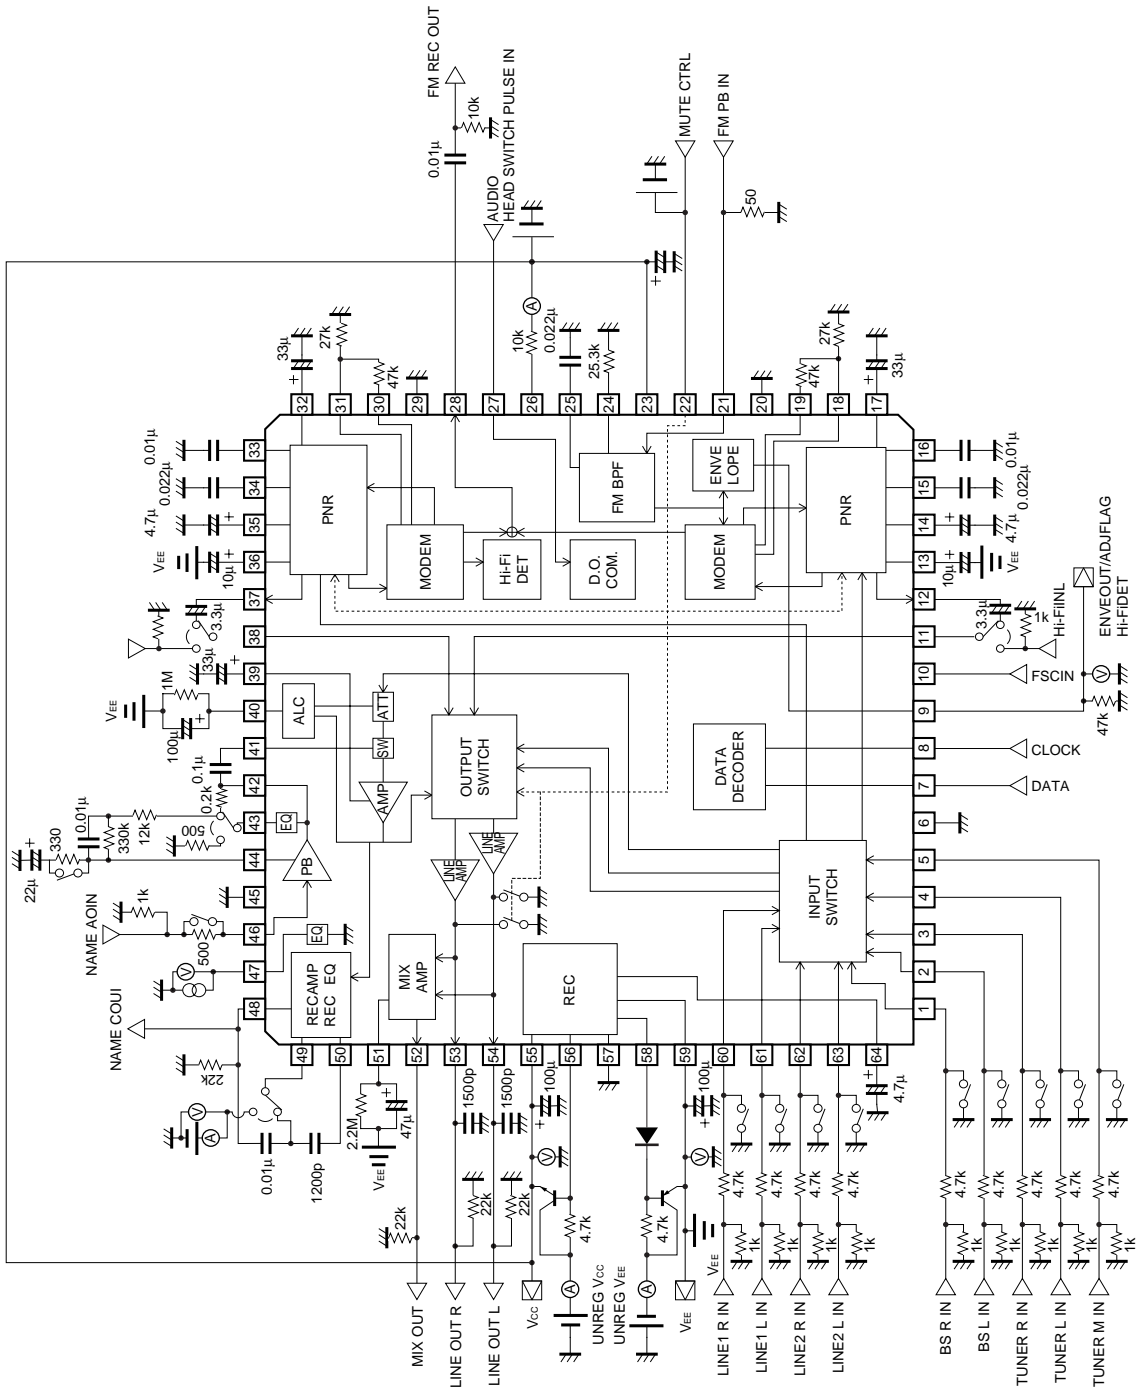 FM REC OUT
0.01μ
10k
AUDIO
HEAD SWITCH PULSE IN
MUTE CTRL
FM PB IN
50
10k
0.022μ
25.3k
A
33μ
27k
47k
47k
27k
33μ
32
31
30
29
28
27
26
25
24
23
22
21
20
19
18
17
0.01μ
0.022μ
4.7μ
VEE
10μ
33
34
35
36
37
38
39
40
41
42
43
44
45
46
47
48
3.3μ
33μ
1M
VEE
100μ
0.1μ
0.2k
0.01μ
330k
12k
500
330
22μ
1k
NAME AOIN
500
V
NAME COUI
22k
V
A
0.01μ
1200p
PNR
MODEM
Hi-Fi
DET
D.O.
COM.
FM BPF
ENVE
LOPE
MODEM
PNR
ALC
ATT
SW
AMP
EQ
PB
EQ
OUTPUT
SWITCH
LINE
AMP
LINE
AMP
MIX
AMP
RECAMP
REC EQ
REC
DATA
DECODER
INPUT
SWITCH
16
15
14
13
12
11
10
9
8
7
6
5
4
3
2
1
0.01μ
0.022μ
4.7μ
10μ
VEE
3.3μ
1k
Hi-FiINL
ENVEOUT/ADJFLAG
Hi-FiDET
FSCIN
V
47k
CLOCK
DATA
49
50
51
52
53
54
55
56
57
58
59
60
61
62
63
64
2.2M
47μ
VEE
22k
1500p
1500p
22k
22k
100μ
V
4.7k
A
100μ
V
4.7k
A
VEE
4.7μ
4.7k
4.7k
4.7k
4.7k
1k
1k
1k
1k
4.7k
4.7k
4.7k
4.7k
4.7k
1k
1k
1k
1k
1k
MIX OUT
LINE OUT R
LINE OUT L
VCC
UNREG VCC
UNREG VEE
VEE
LINE1 R IN
LINE1 L IN
LINE2 R IN
LINE2 L IN
BS R IN
BS L IN
TUNER R IN
TUNER L IN
TUNER M IN